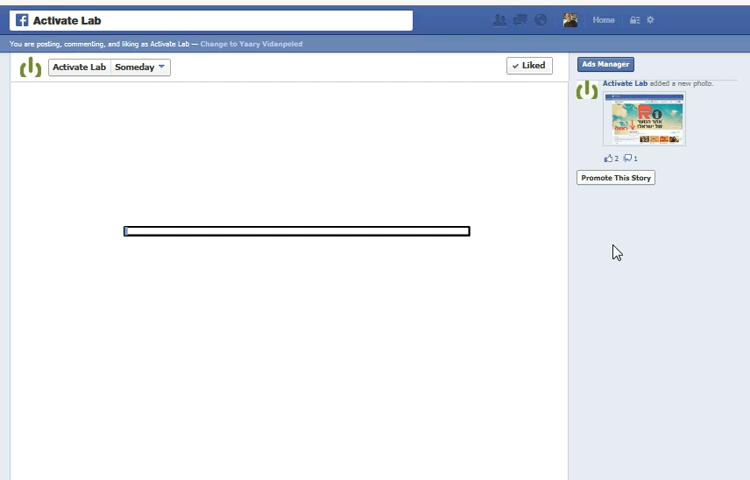 Activate Lab
Home
You are posting, commenting, and liking as Activate Lab — Change to Yaary Vidanpeled
Activate Lab Someday
✓ Liked
Ads Manager
Activate Lab added a new photo.
2 1
Promote This Story